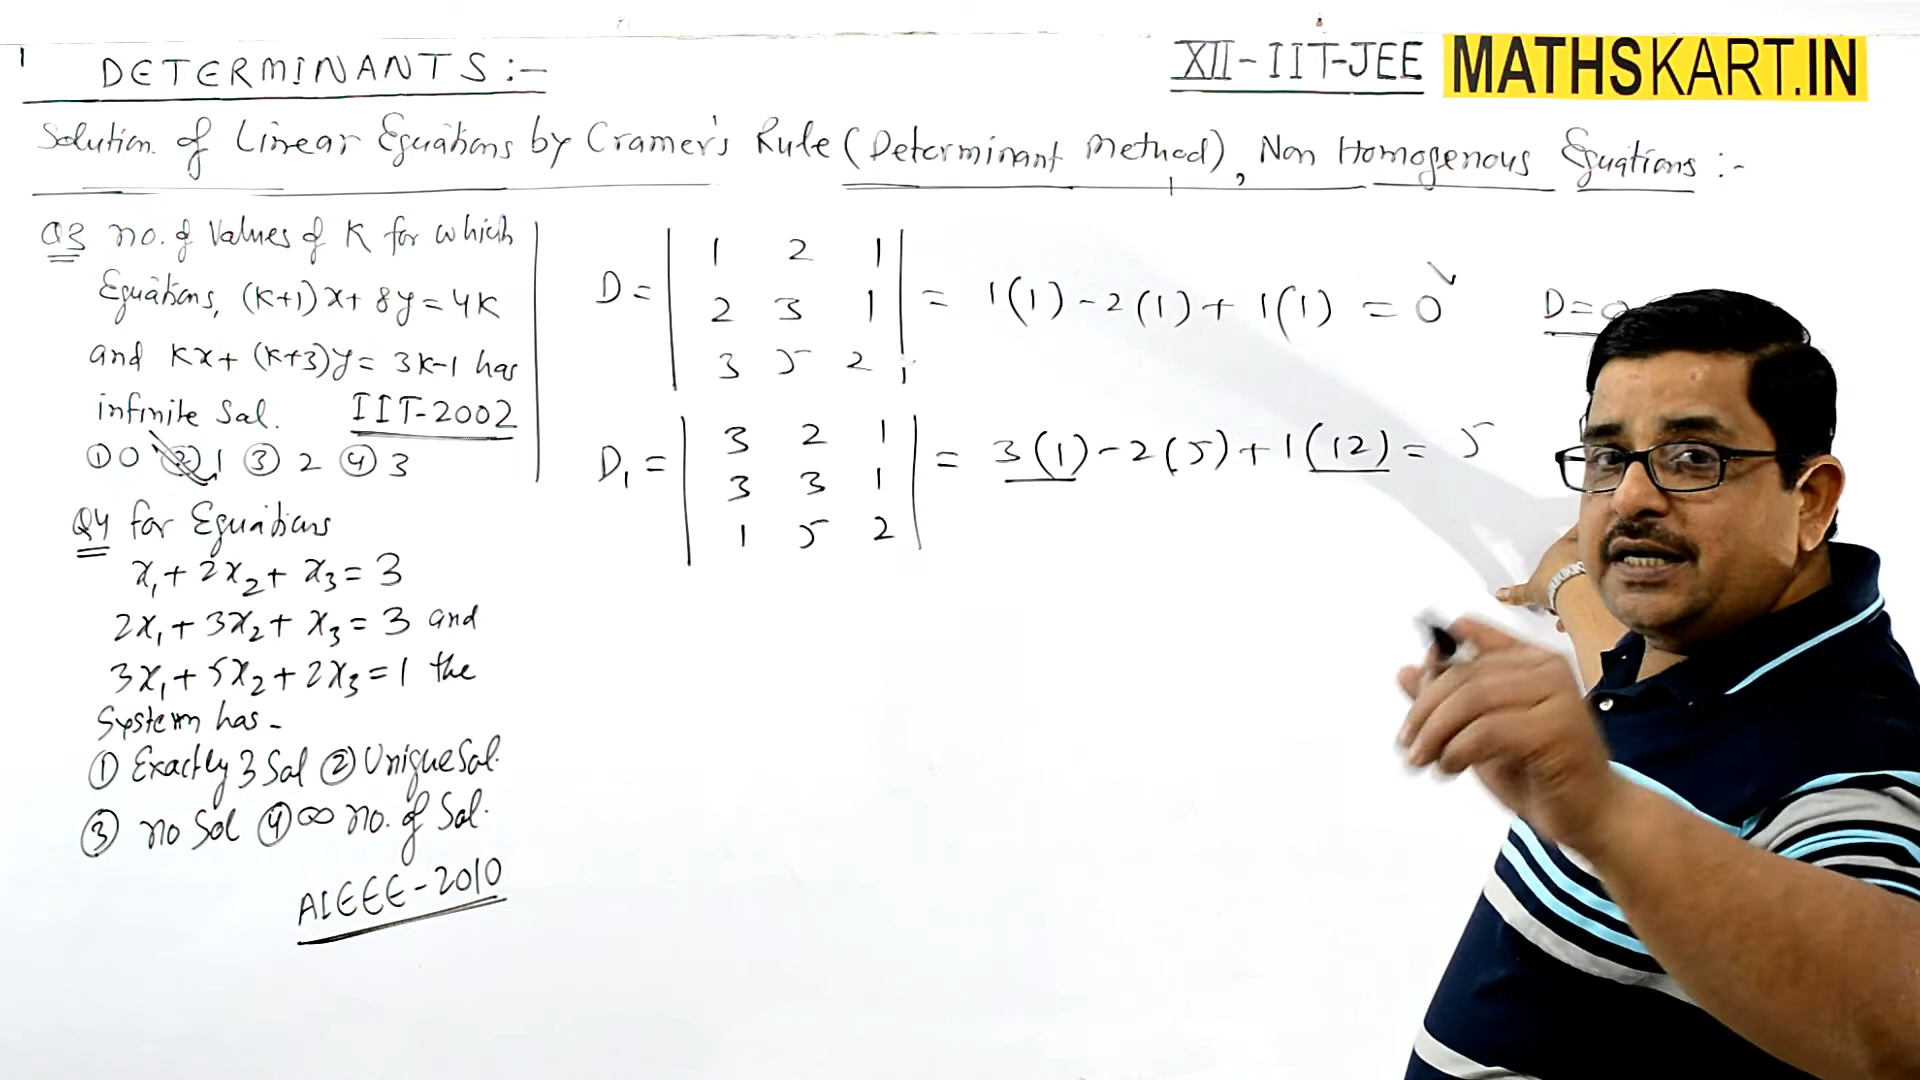 DETERMINANTS :-
XII - IIT-JEE MATHSKART.IN
Solution of Linear Equations by Cramer's Rule (Determinant Method), Non Homogenous Equations :-
Q3 no. of Values of K for which
Equations, (K+1)x + 8y = 4K
and Kx + (K+3)y = 3K-1 has
infinite Sol. IIT-2002
① 0 ② 1 ③ 2 ④ 3
Q4 for Equations
x₁ + 2x₂ + x₃ = 3
2x₁ + 3x₂ + x₃ = 3 and
3x₁ + 5x₂ + 2x₃ = 1 the
System has -
① Exactly 3 Sol ② Unique Sol.
③ no Sol ④ ∞ no. of Sol.
AIEEE-2010
D = | 1 2 1 |
| 2 3 1 | = 1(1) - 2(1) + 1(1) = 0
| 3 5 2 |
D=0
D₁ = | 3 2 1 |
| 3 3 1 | = 3(1) - 2(5) + 1(12) = 5
| 1 5 2 |